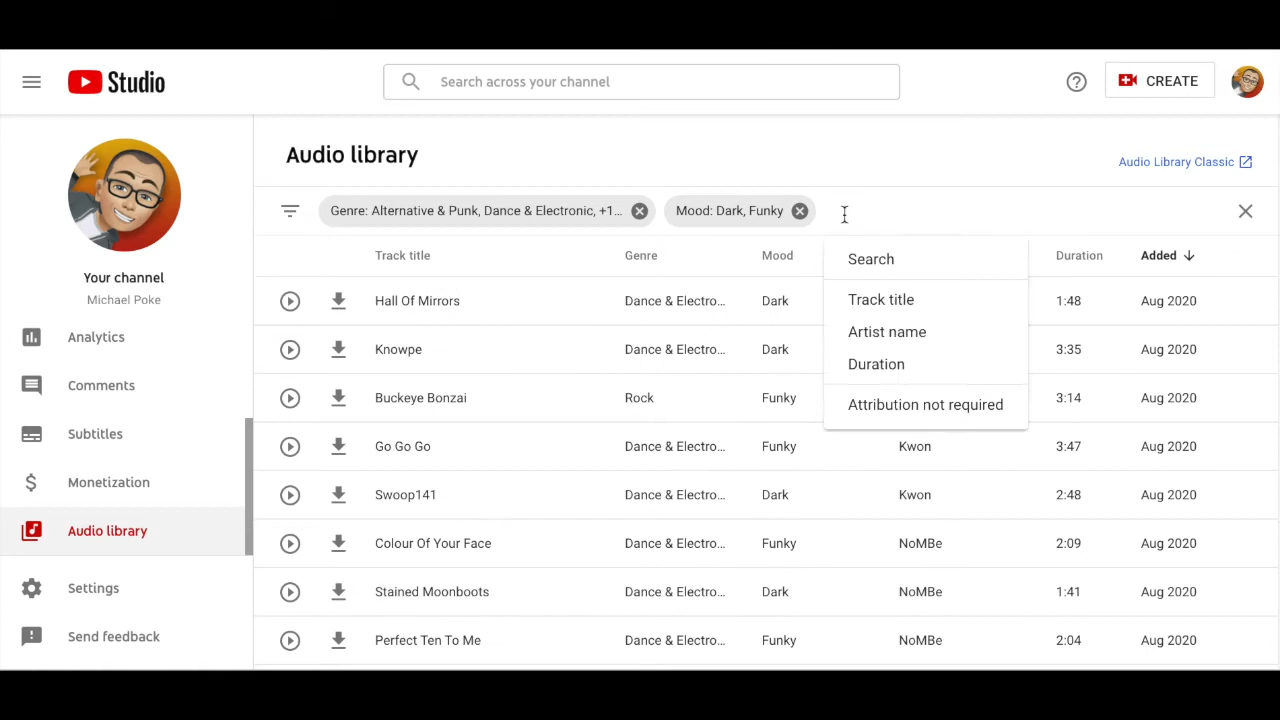 Studio
Search across your channel
CREATE
Audio library
Audio Library Classic
Genre: Alternative & Punk, Dance & Electronic, +1...
Mood: Dark, Funky
Your channel
Michael Poke
Analytics
Comments
Subtitles
Monetization
Audio library
Settings
Send feedback
Track title Genre Mood Duration Added
Search
Track title
Artist name
Duration
Attribution not required
Hall Of Mirrors Dance & Electro... Dark 1:48 Aug 2020
Knowpe Dance & Electro... Dark 3:35 Aug 2020
Buckeye Bonzai Rock Funky 3:14 Aug 2020
Go Go Go Dance & Electro... Funky Kwon 3:47 Aug 2020
Swoop141 Dance & Electro... Dark Kwon 2:48 Aug 2020
Colour Of Your Face Dance & Electro... Funky NoMBe 2:09 Aug 2020
Stained Moonboots Dance & Electro... Dark NoMBe 1:41 Aug 2020
Perfect Ten To Me Dance & Electro... Funky NoMBe 2:04 Aug 2020